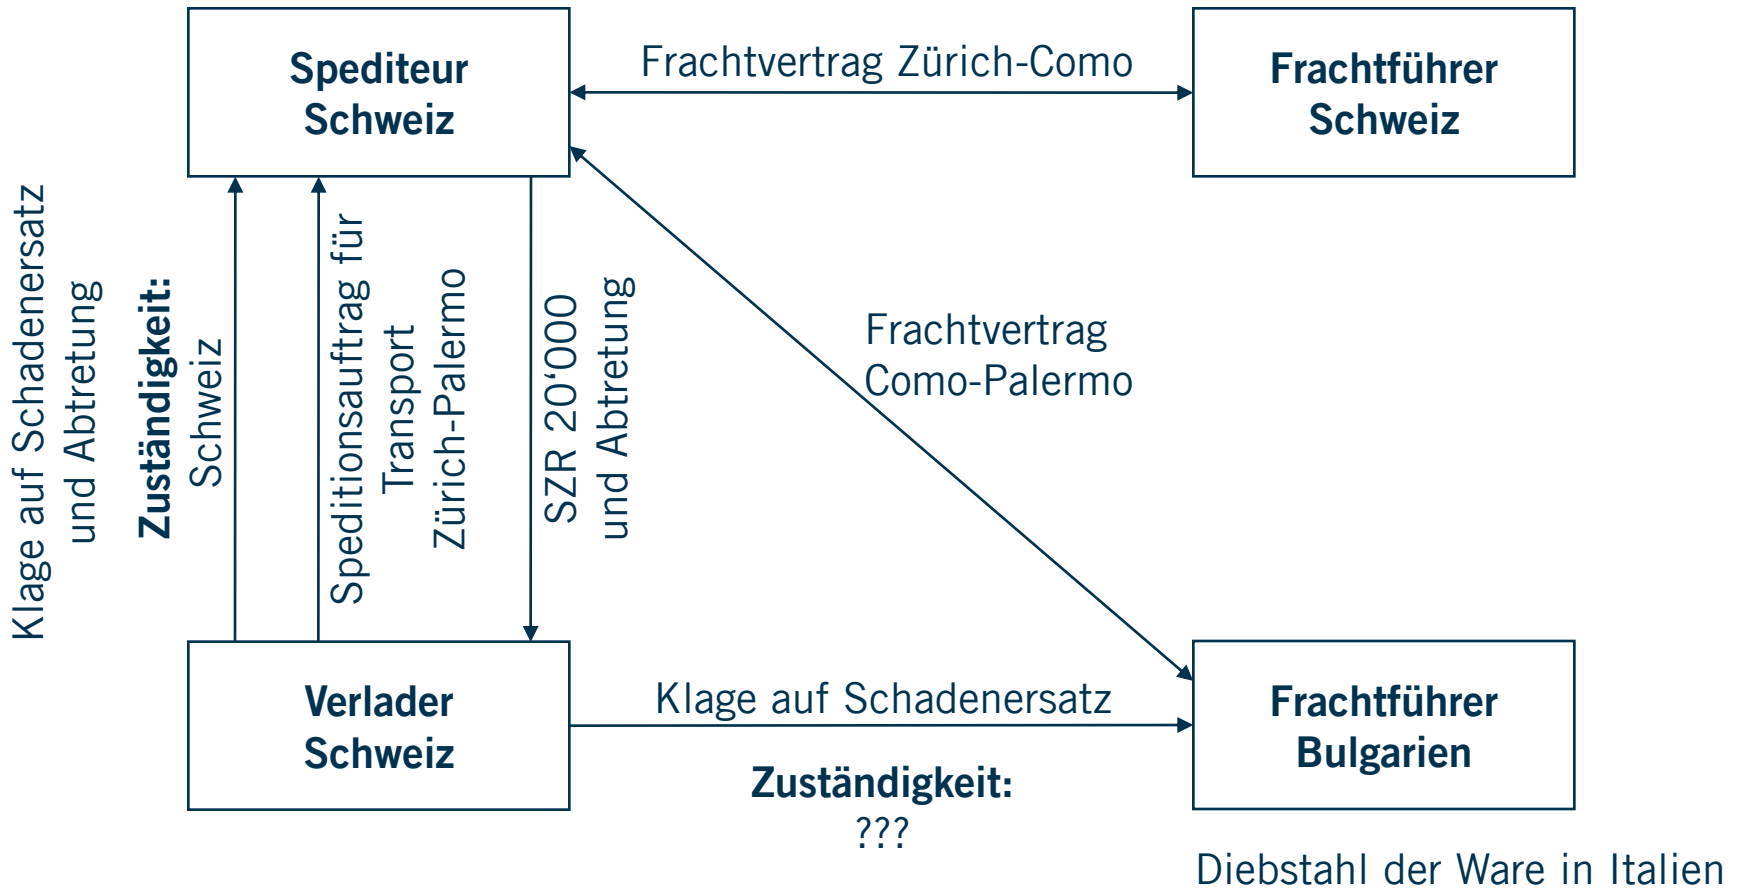 Spediteur
Schweiz
Frachtvertrag Zürich-Como
Frachtführer
Schweiz
Klage auf Schadenersatz
und Abtretung
Zuständigkeit:
Schweiz
Speditionsauftrag für
Transport
Zürich-Palermo
SZR 20‘000
und Abtretung
Frachtvertrag
Como-Palermo
Verlader
Schweiz
Klage auf Schadenersatz
Zuständigkeit:
???
Frachtführer
Bulgarien
Diebstahl der Ware in Italien